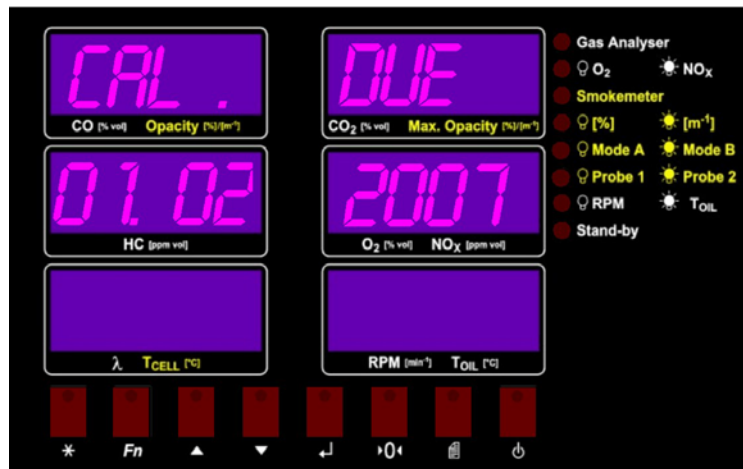 CAL. DUE
CO [% vol] Opacity [%]/[m⁻¹] CO₂ [% vol] Max. Opacity [%]/[m⁻¹]
01.02 2007
HC [ppm vol] O₂ [% vol] NOx [ppm vol]
λ TCELL [°C] RPM [min⁻¹] TOIL [°C]
Fn ▲ ▼ ↵ 0
Gas Analyser
O₂ NOx
Smokemeter
[%] [m⁻¹]
Mode A Mode B
Probe 1 Probe 2
RPM TOIL
Stand-by